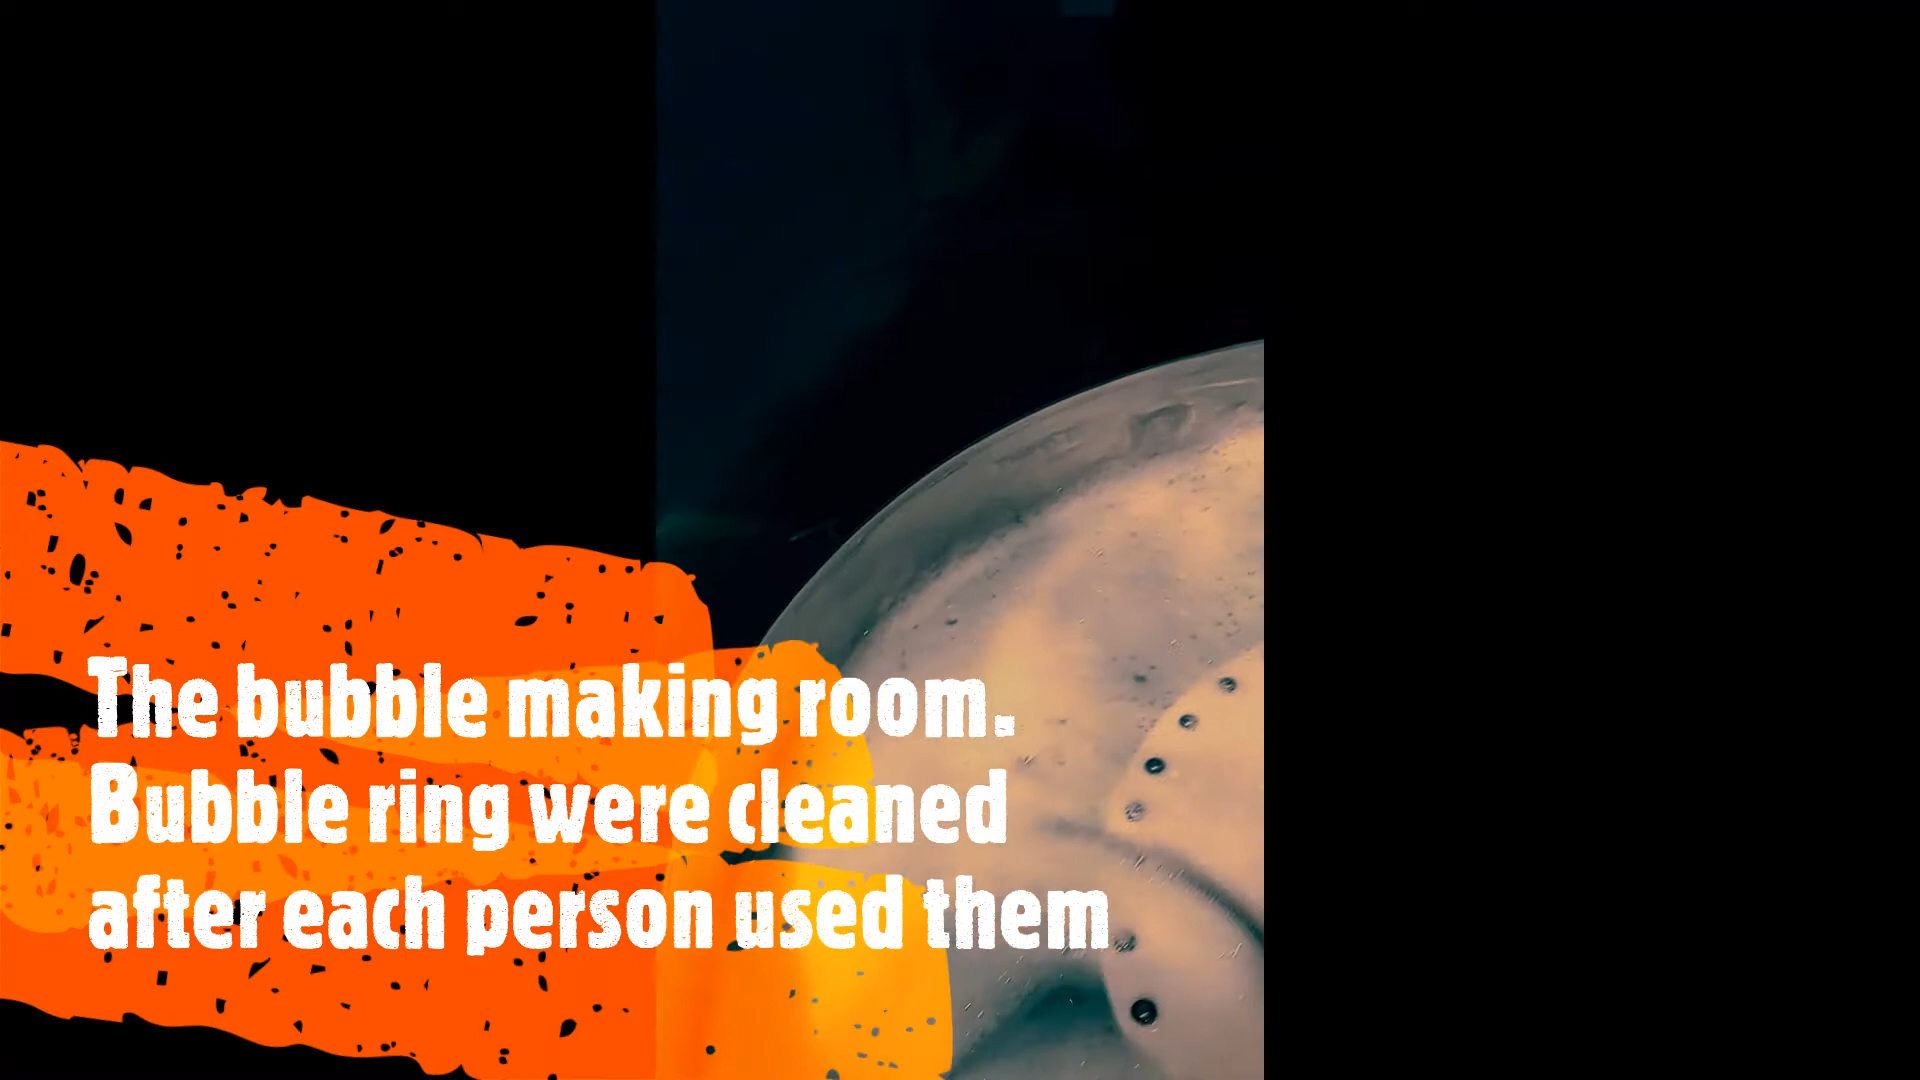 The bubble making room.
Bubble ring were cleaned
after each person used them